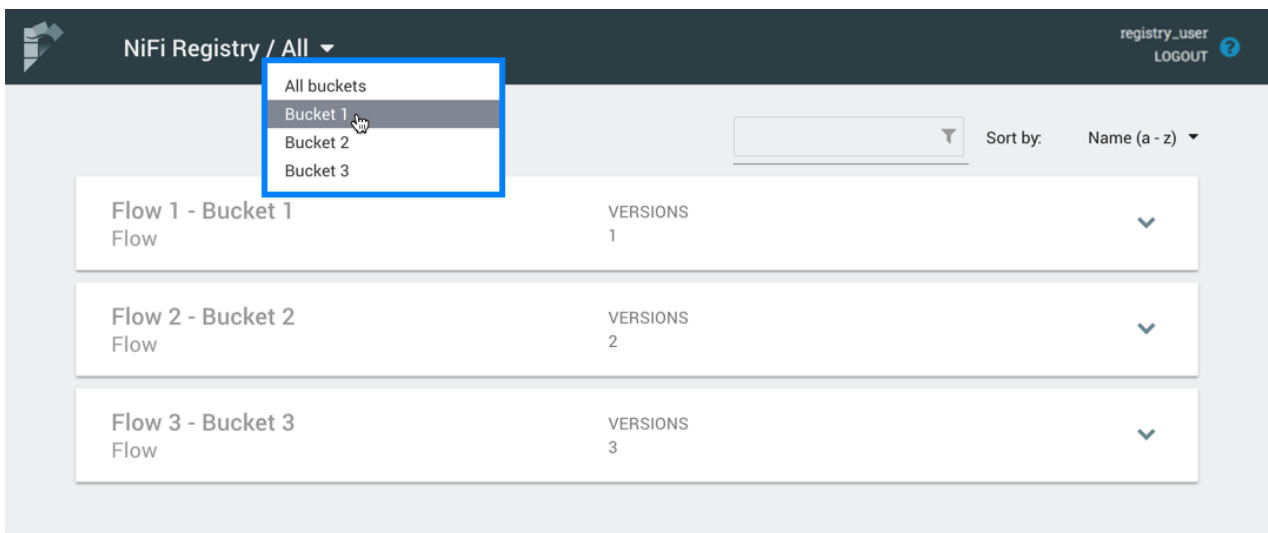 NiFi Registry / All
registry_user
LOGOUT
All buckets
Bucket 1
Bucket 2
Bucket 3
Sort by:
Name (a - z)
Flow 1 - Bucket 1
Flow
VERSIONS
1
Flow 2 - Bucket 2
Flow
VERSIONS
2
Flow 3 - Bucket 3
Flow
VERSIONS
3